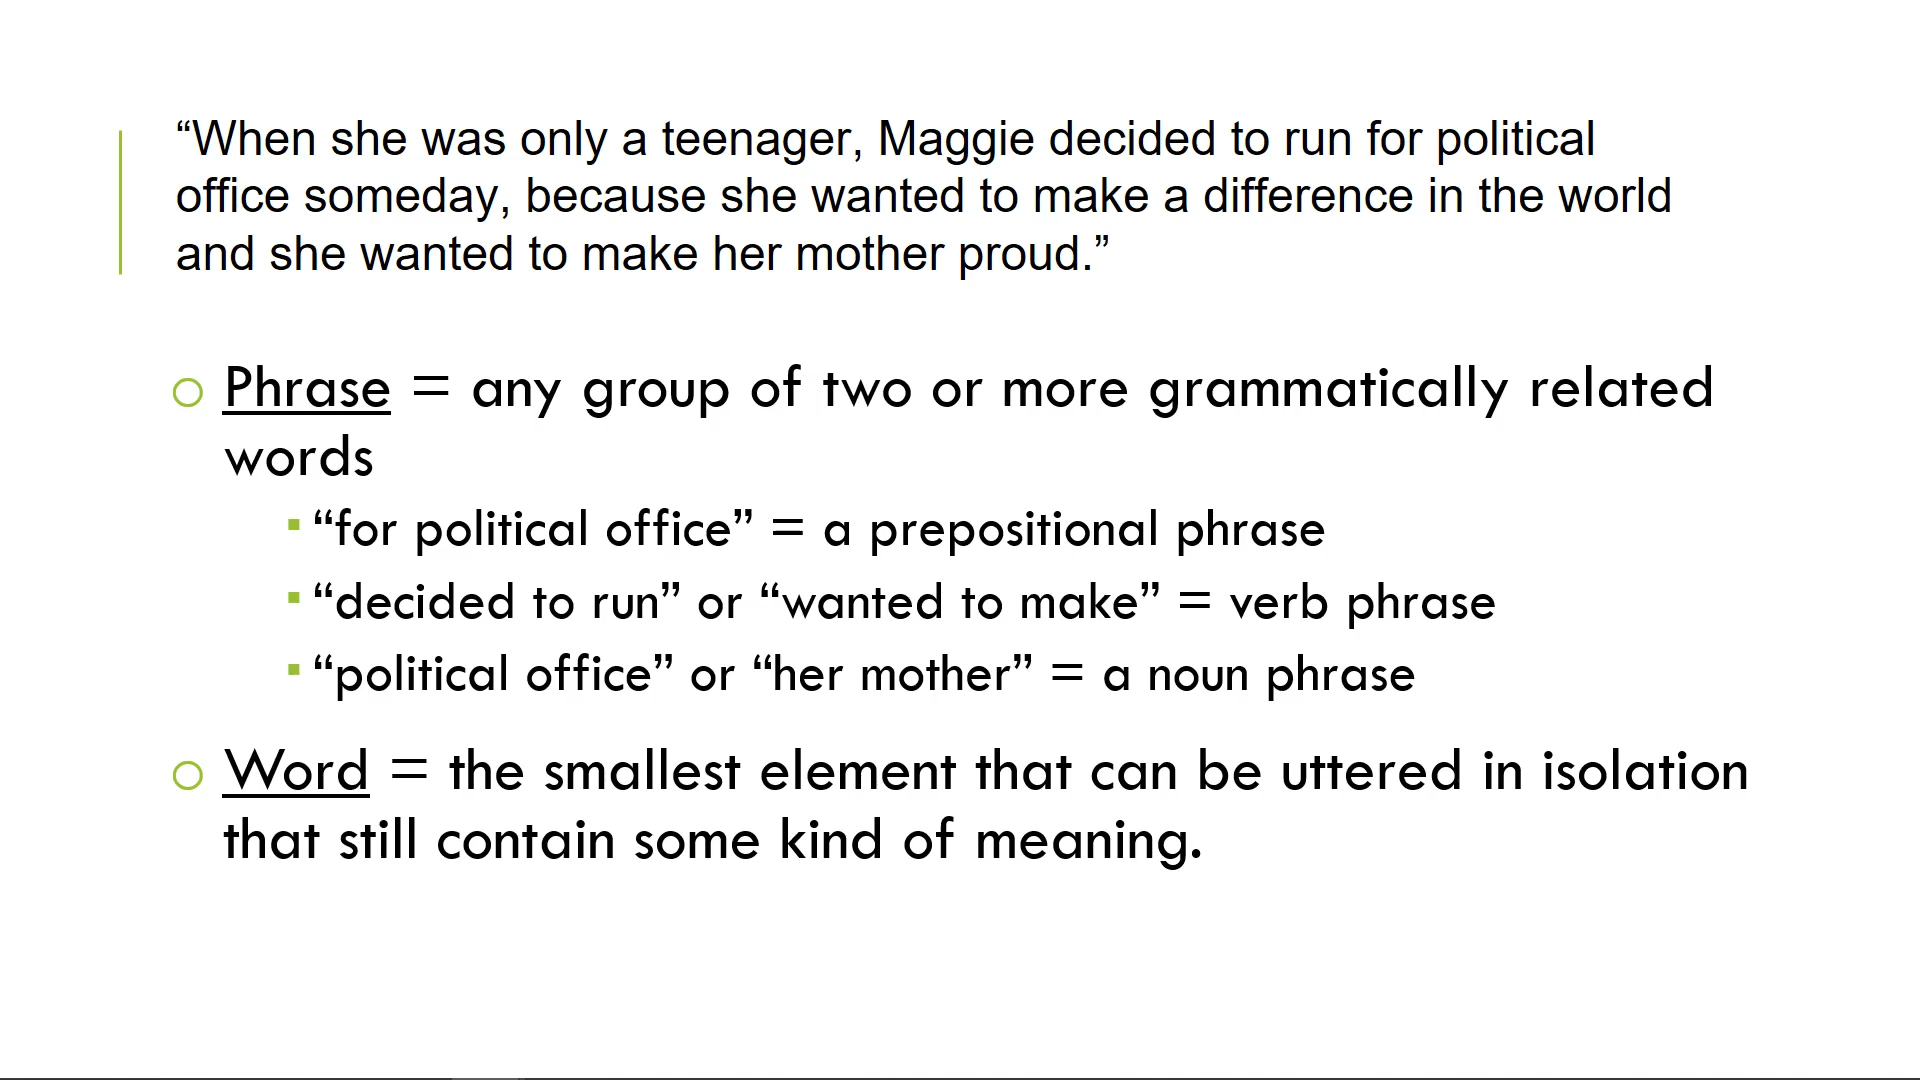 “When she was only a teenager, Maggie decided to run for political
office someday, because she wanted to make a difference in the world
and she wanted to make her mother proud.”
Phrase = any group of two or more grammatically related
words
“for political office” = a prepositional phrase
“decided to run” or “wanted to make” = verb phrase
“political office” or “her mother” = a noun phrase
Word = the smallest element that can be uttered in isolation
that still contain some kind of meaning.